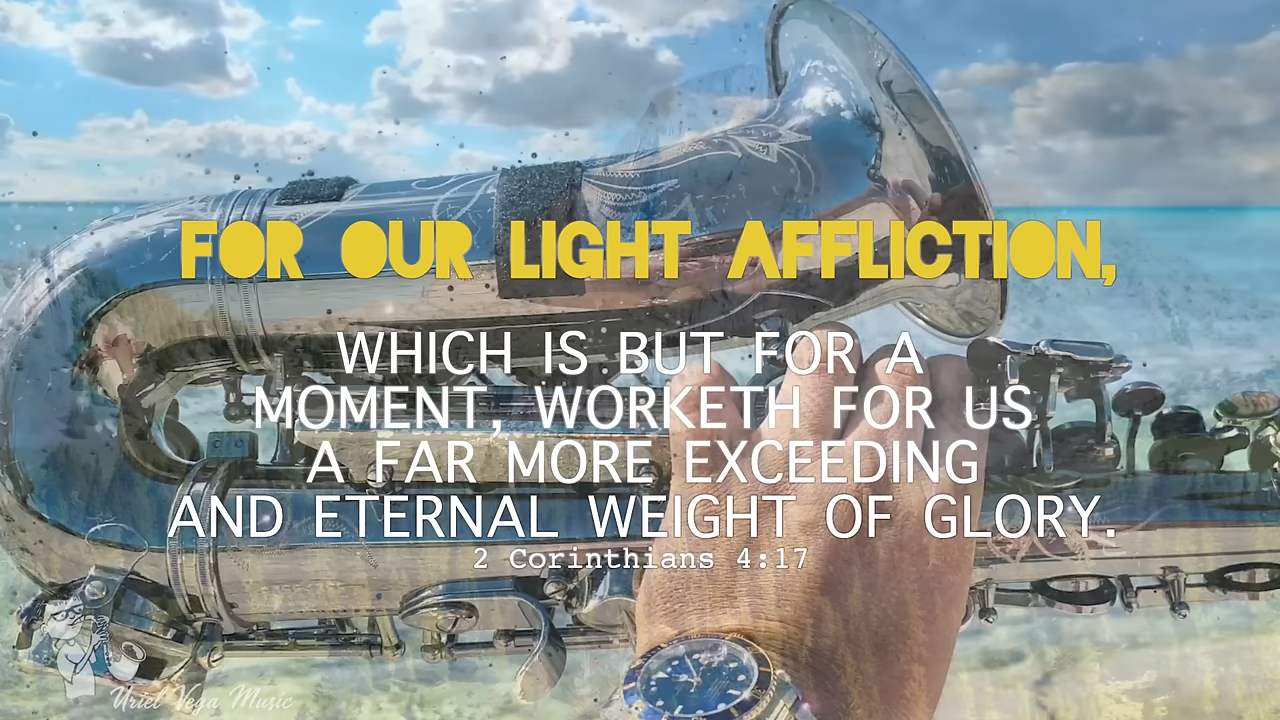 FOR OUR LIGHT AFFLICTION,
WHICH IS BUT FOR A
MOMENT, WORKETH FOR US
A FAR MORE EXCEEDING
AND ETERNAL WEIGHT OF GLORY.
2 Corinthians 4:17
Uriel Vega Music